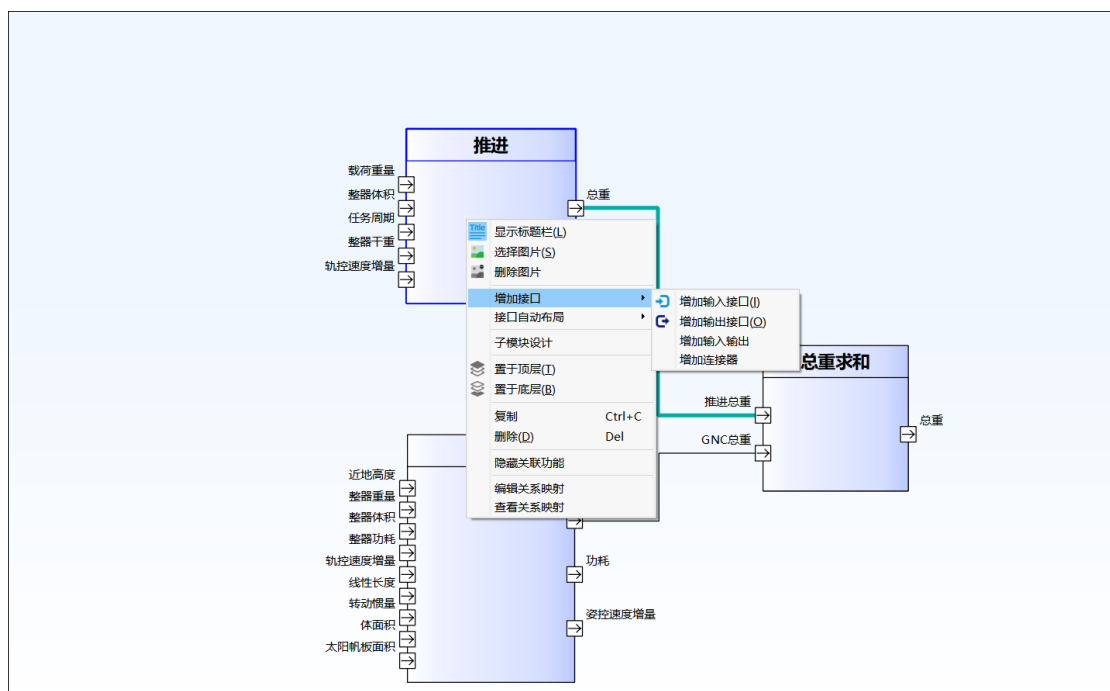 推进
载荷重量
整器体积
任务周期
整器干重
轨控速度增量
总重
Title
显示标题栏(L)
选择图片(S)
删除图片
增加接口
接口自动布局
子模块设计
置于顶层(T)
置于底层(B)
复制 Ctrl+C
删除(D) Del
隐藏关联功能
编辑关系映射
查看关系映射
增加输入接口(I)
增加输出接口(O)
增加输入输出
增加连接器
总重求和
推进总重
GNC总重
总重
近地高度
整器重量
整器体积
整器功耗
轨控速度增量
线性长度
转动惯量
体面积
太阳帆板面积
功耗
姿控速度增量